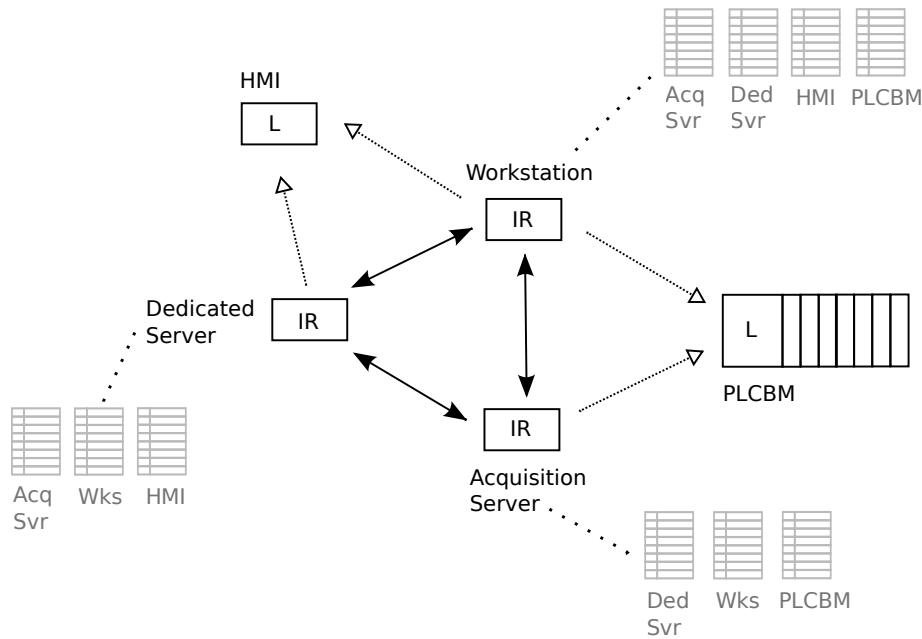 Acq
Svr
Ded
Svr
HMI
PLCBM
HMI
L
Workstation
IR
Dedicated
Server
IR
L
PLCBM
IR
Acquisition
Server
Acq
Svr
Wks
HMI
Ded
Svr
Wks
PLCBM